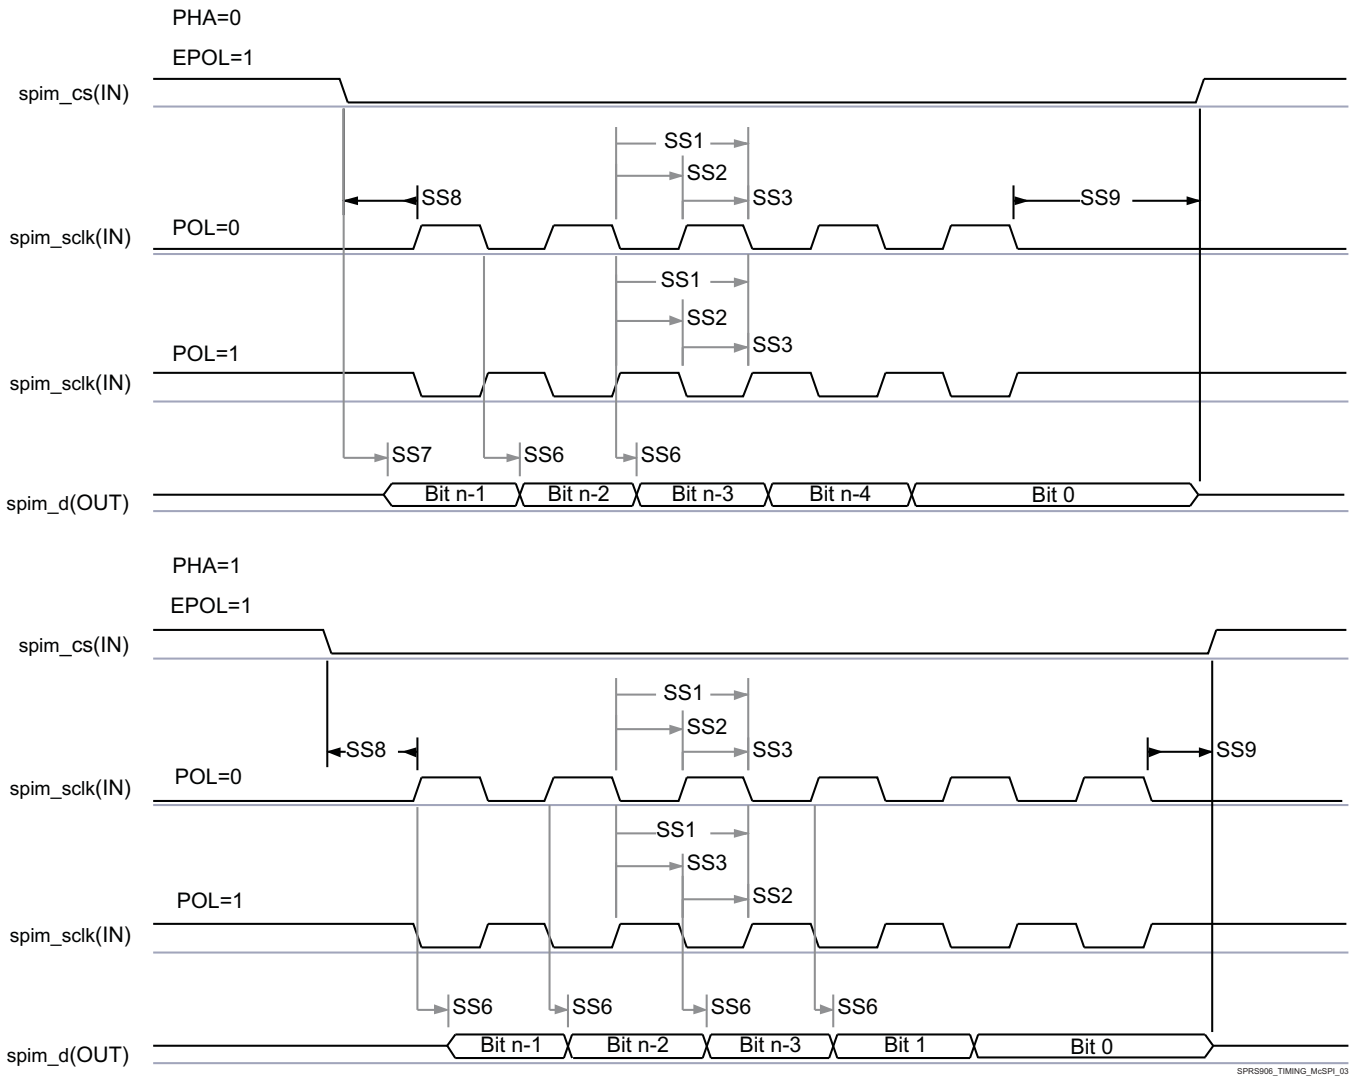 PHA=0
EPOL=1
spim_cs(IN)
SS1
SS2
SS8 SS3 SS9
POL=0
spim_sclk(IN)
SS1
SS2
SS3
POL=1
spim_sclk(IN)
SS7 SS6 SS6
Bit n-1 Bit n-2 Bit n-3 Bit n-4 Bit 0
spim_d(OUT)
PHA=1
EPOL=1
spim_cs(IN)
SS1
SS2
SS8 SS3 SS9
POL=0
spim_sclk(IN)
SS1
SS3
SS2
POL=1
spim_sclk(IN)
SS6 SS6 SS6 SS6
Bit n-1 Bit n-2 Bit n-3 Bit 1 Bit 0
spim_d(OUT)
SPRS906_TIMING_McSPI_03